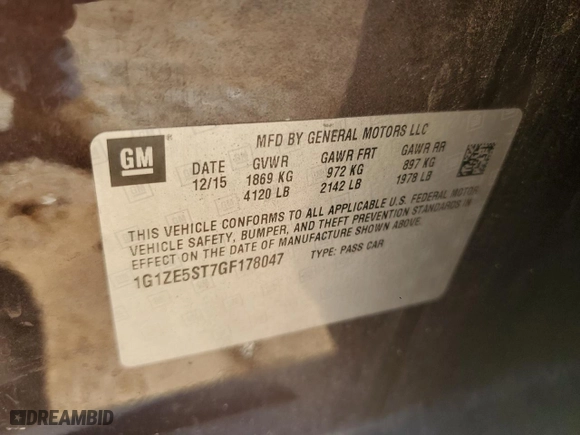 GM
MFD BY GENERAL MOTORS LLC
DATE GVWR GAWR FRT GAWR RR
12/15 1869 KG 972 KG 897 KG
4120 LB 2142 LB 1978 LB
THIS VEHICLE CONFORMS TO ALL APPLICABLE U.S. FEDERAL MOTOR
VEHICLE SAFETY, BUMPER, AND THEFT PREVENTION STANDARDS IN
EFFECT ON THE DATE OF MANUFACTURE SHOWN ABOVE.
1G1ZE5ST7GF178047 TYPE: PASS CAR
DREAMBID